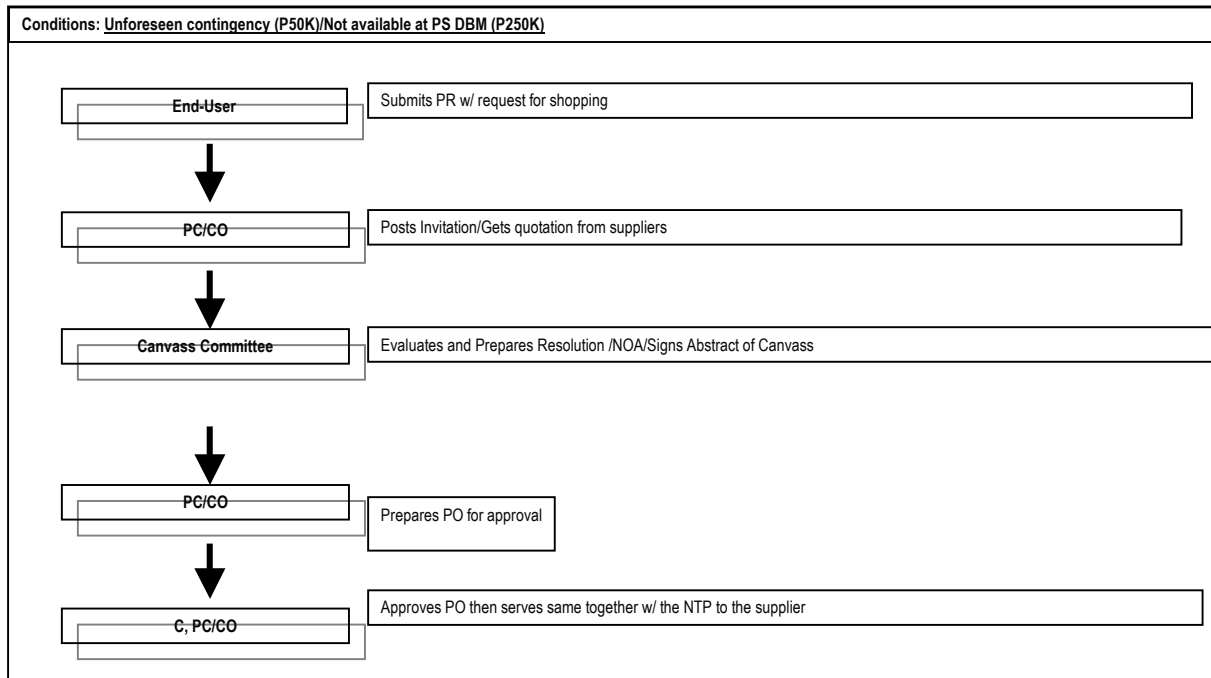 Conditions: Unforeseen contingency (P50K)/Not available at PS DBM (P250K)
End-User
Submits PR w/ request for shopping
PC/CO
Posts Invitation/Gets quotation from suppliers
Canvass Committee
Evaluates and Prepares Resolution /NOA/Signs Abstract of Canvass
PC/CO
Prepares PO for approval
C, PC/CO
Approves PO then serves same together w/ the NTP to the supplier